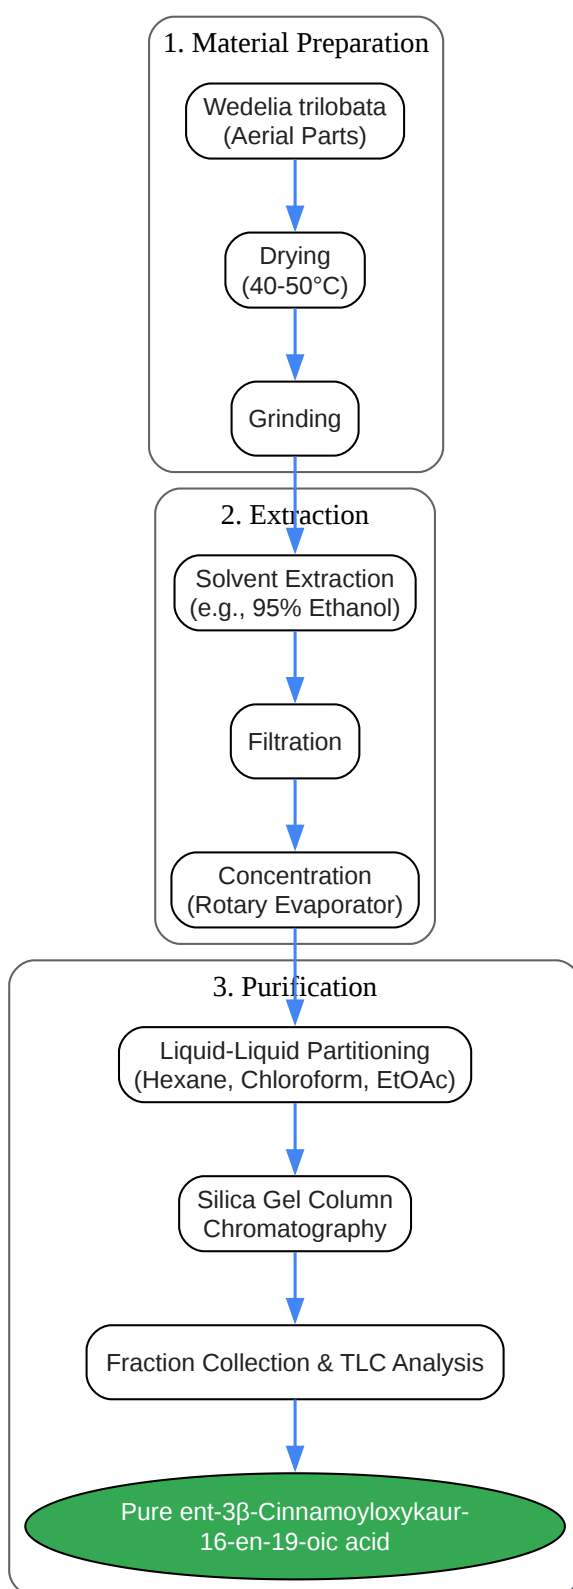 1. Material Preparation
Wedelia trilobata
(Aerial Parts)
Drying
(40-50°C)
Grinding
2. Extraction
Solvent Extraction
(e.g., 95% Ethanol)
Filtration
Concentration
(Rotary Evaporator)
3. Purification
Liquid-Liquid Partitioning
(Hexane, Chloroform, EtOAc)
Silica Gel Column
Chromatography
Fraction Collection & TLC Analysis
Pure ent-3β-Cinnamoyloxykaur-
16-en-19-oic acid